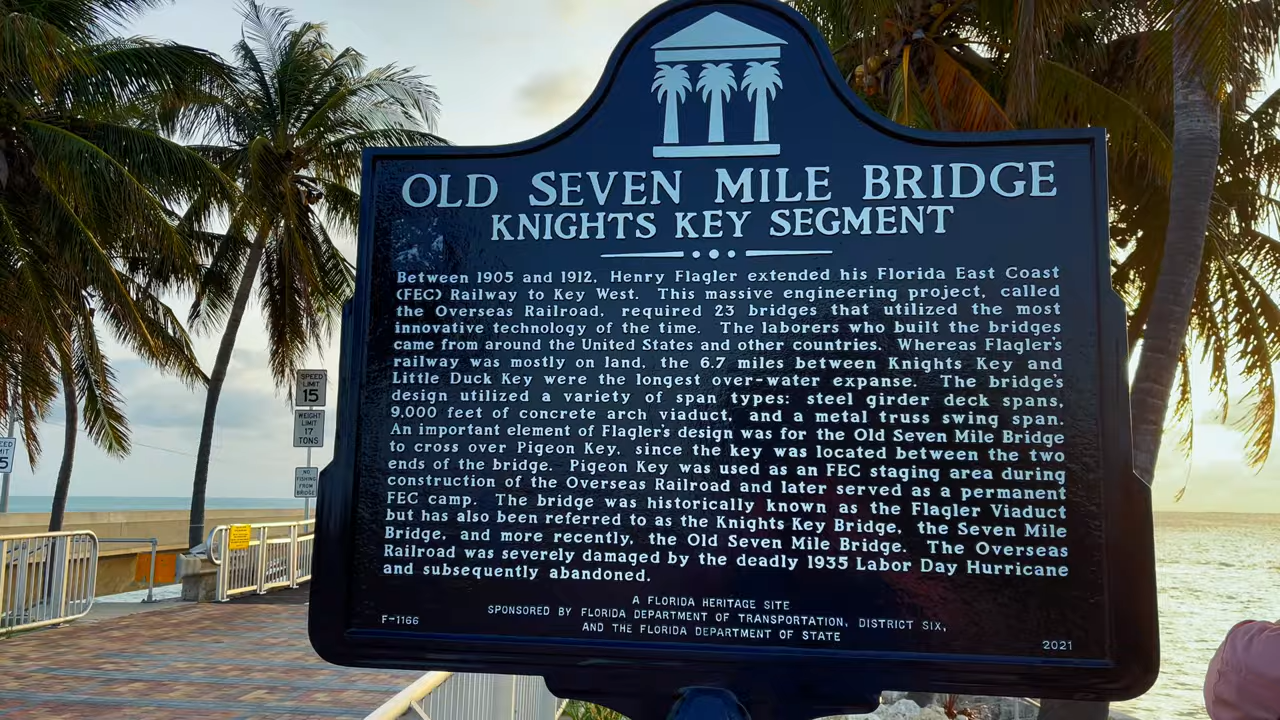 OLD SEVEN MILE BRIDGE
KNIGHTS KEY SEGMENT
Between 1905 and 1912, Henry Flagler extended his Florida East Coast
(FEC) Railway to Key West. This massive engineering project, called
the Overseas Railroad, required 23 bridges that utilized the most
innovative technology of the time. The laborers who built the bridges
came from around the United States and other countries. Whereas Flagler's
railway was mostly on land, the 6.7 miles between Knights Key and
Little Duck Key were the longest over-water expanse. The bridge's
design utilized a variety of span types: steel girder deck spans,
9,000 feet of concrete arch viaduct, and a metal truss swing span.
An important element of Flagler's design was for the Old Seven Mile Bridge
to cross over Pigeon Key, since the key was located between the two
ends of the bridge. Pigeon Key was used as an FEC staging area during
construction of the Overseas Railroad and later served as a permanent
FEC camp. The bridge was historically known as the Flagler Viaduct
but has also been referred to as the Knights Key Bridge, the Seven Mile
Bridge, and more recently, the Old Seven Mile Bridge. The Overseas
Railroad was severely damaged by the deadly 1935 Labor Day Hurricane
and subsequently abandoned.
A FLORIDA HERITAGE SITE
SPONSORED BY FLORIDA DEPARTMENT OF TRANSPORTATION, DISTRICT SIX,
AND THE FLORIDA DEPARTMENT OF STATE
F-1166
2021
SPEED
LIMIT
15
WEIGHT
LIMIT
17
TONS
NO
FISHING
FROM
BRIDGE